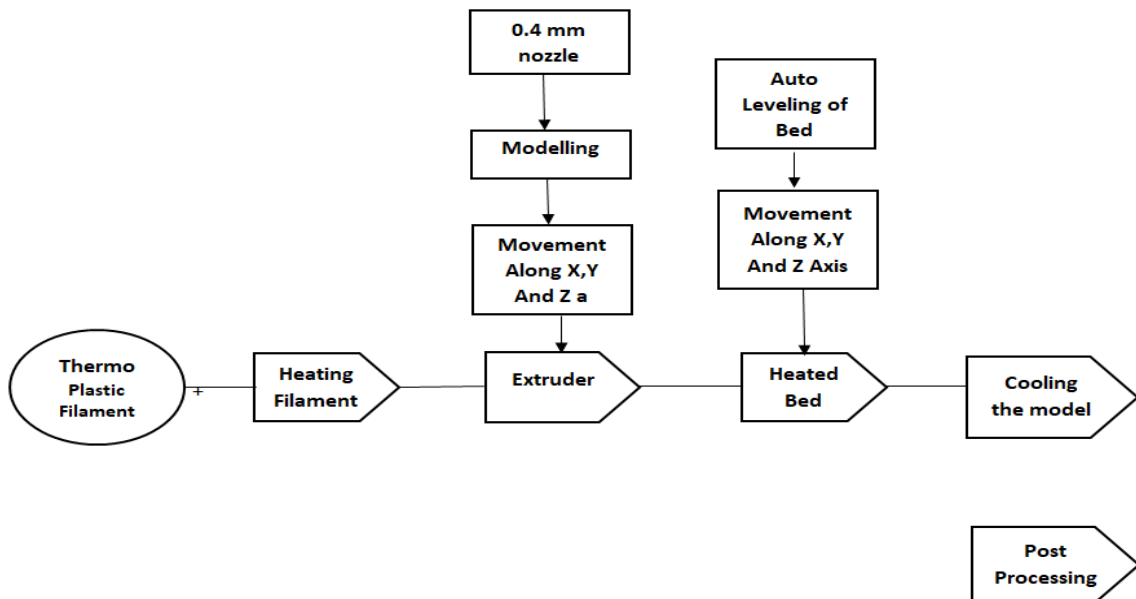 0.4 mm
nozzle
Auto
Leveling of
Bed
Modelling
Movement
Along X,Y
And Z a
Movement
Along X,Y
And Z Axis
Thermo
Plastic
Filament
+
Heating
Filament
Extruder
Heated
Bed
Cooling
the model
Post
Processing